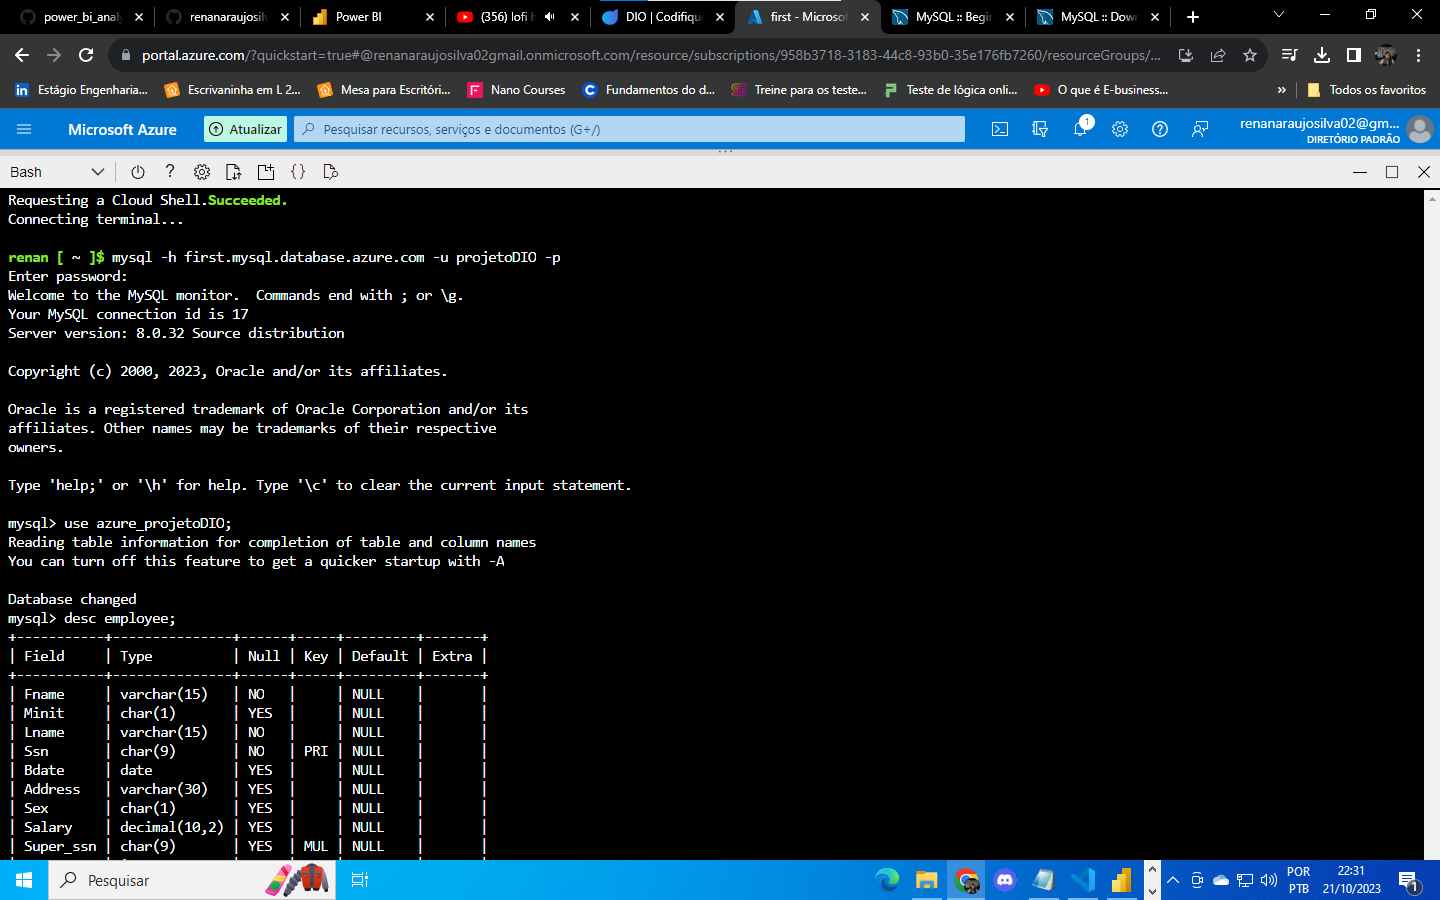 power_bi_analy
renanaraujosilv
Power BI
(356) lofi h
DIO | Codifique
first - Microsof
MySQL :: Begin
MySQL :: Dow
portal.azure.com/?quickstart=true#@renanaraujosilva02gmail.onmicrosoft.com/resource/subscriptions/958b3718-3183-44c8-93b0-35e176fb7260/resourceGroups/...
Estágio Engenharia...
Escrivaninha em L 2...
Mesa para Escritóri...
Nano Courses
Fundamentos do d...
Treine para os teste...
Teste de lógica onli...
O que é E-business...
»
Todos os favoritos
Microsoft Azure
Atualizar
Pesquisar recursos, serviços e documentos (G+/)
1
renanaraujosilva02@gm...
DIRETÓRIO PADRÃO
Bash
Requesting a Cloud Shell.Succeeded.
Connecting terminal...
renan [ ~ ]$ mysql -h first.mysql.database.azure.com -u projetoDIO -p
Enter password:
Welcome to the MySQL monitor.  Commands end with ; or \g.
Your MySQL connection id is 17
Server version: 8.0.32 Source distribution
Copyright (c) 2000, 2023, Oracle and/or its affiliates.
Oracle is a registered trademark of Oracle Corporation and/or its
affiliates. Other names may be trademarks of their respective
owners.
Type 'help;' or '\h' for help. Type '\c' to clear the current input statement.
mysql> use azure_projetoDIO;
Reading table information for completion of table and column names
You can turn off this feature to get a quicker startup with -A
Database changed
mysql> desc employee;
+-----------+---------------+------+-----+---------+-------+
| Field     | Type          | Null | Key | Default | Extra |
+-----------+---------------+------+-----+---------+-------+
| Fname     | varchar(15)   | NO   |     | NULL    |       |
| Minit     | char(1)       | YES  |     | NULL    |       |
| Lname     | varchar(15)   | NO   |     | NULL    |       |
| Ssn       | char(9)       | NO   | PRI | NULL    |       |
| Bdate     | date          | YES  |     | NULL    |       |
| Address   | varchar(30)   | YES  |     | NULL    |       |
| Sex       | char(1)       | YES  |     | NULL    |       |
| Salary    | decimal(10,2) | YES  |     | NULL    |       |
| Super_ssn | char(9)       | YES  | MUL | NULL    |       |
Pesquisar
POR
PTB
22:31
21/10/2023
1